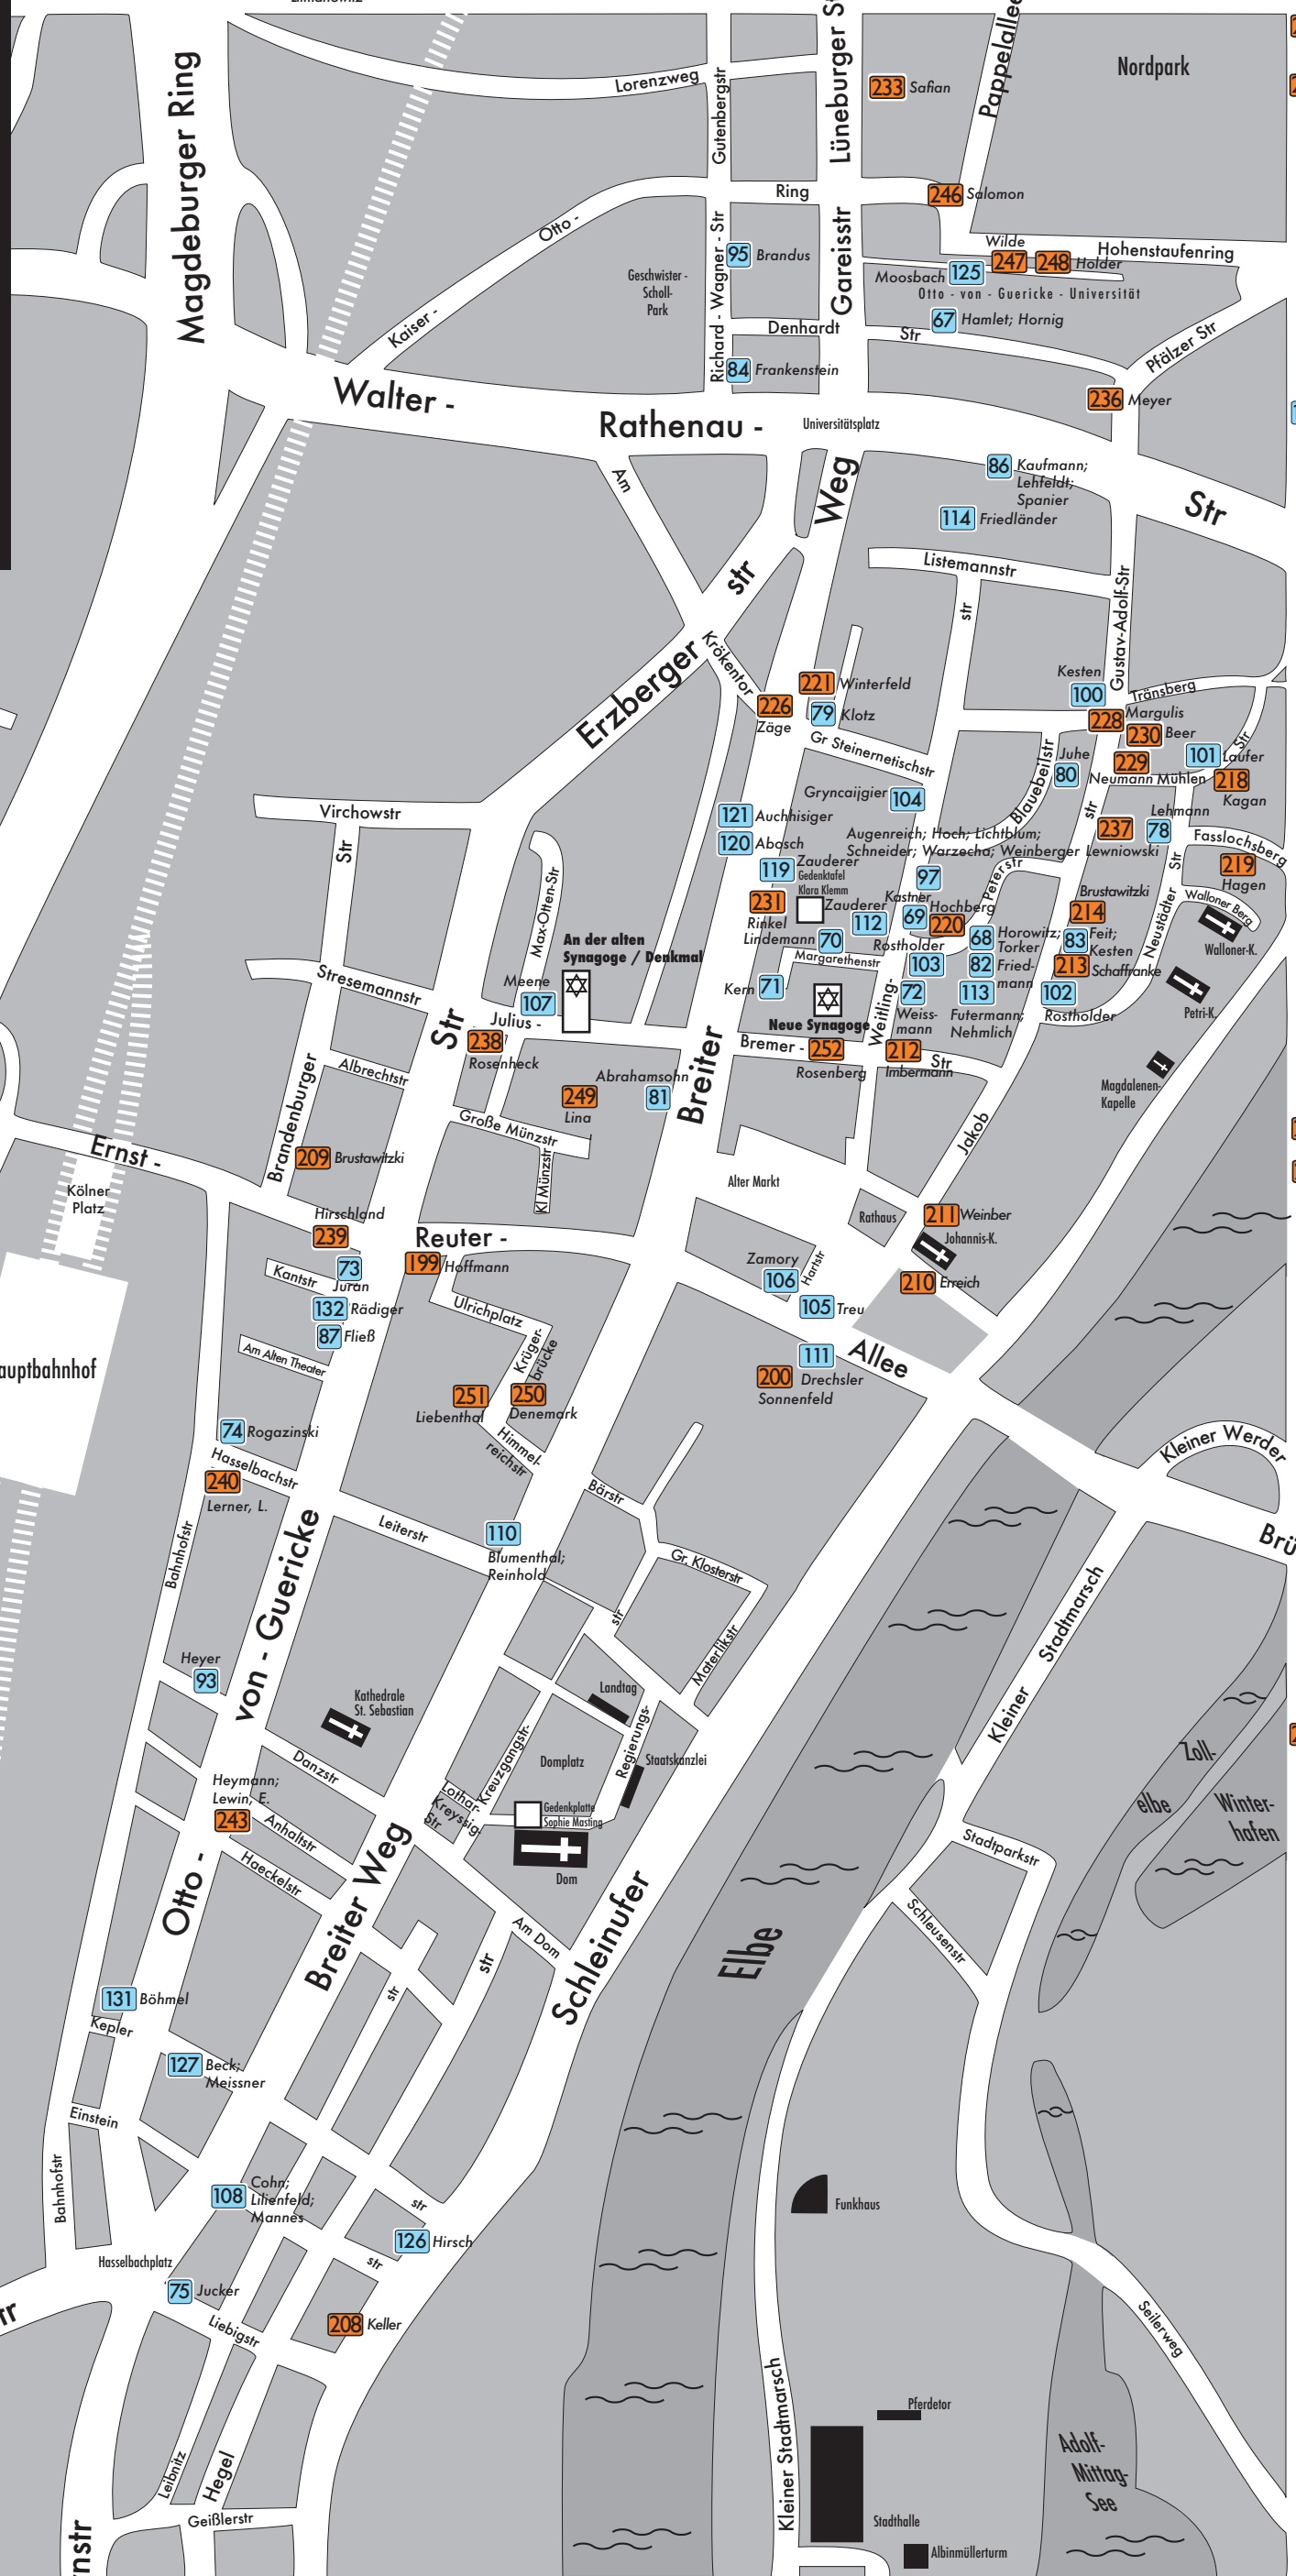 Magdeburger Ring
Lorenzweg
Gutenbergstr
Pappelallee
Nordpark
233 Safian
Ring
246 Salomon
Otto -
Kaiser -
Richard - Wagner - Str
Gareisstr
95 Brandus
Geschwister -
Scholl-
Park
Wilde
247
248 Holder
Hohenstaufenring
Moosbach 125
Otto - von - Guericke - Universität
67 Hamlet; Hornig
Denhardt
Str
Pfälzer Str
84 Frankenstein
236 Meyer
Walter -
Rathenau -
Universitätsplatz
Str
Am
Weg
86 Kaufmann;
Lehfeldt;
Spanier
114 Friedländer
Listemannstr
str
str
Gustav-Adolf-Str
Erzberger
Krökentor
221 Winterfeld
226
Zäge
79 Klotz
Gr Steinernetischstr
Kesten
100
Tränsberg
228 Margulis
230 Beer
229
Neumann
Mühlen
Str
101 Laufer
218
Kagan
Juhe
80
Blauebeilstr
str
Gryncaijgier 104
Virchowstr
Str
121 Auchhisiger
120 Abosch
Augenreich; Hoch; Lichtblum;
Schneider; Warzecha; Weinberger
237
Lewniowski
Lehmann
78
Fasslochsberg
219
Hagen
119 Zauderer
Gedenktafel
Klara Klemm
97
Peterstr
Str
Neustädter
Max-Otten-Str
231
Rinkel
Zauderer
112
Kastner
69
Hochberg
220
Brustawitzki
214
Walloner Berg
Walloner-K.
An der alten
Synagoge / Denkmal
Lindemann 70
Rostholder
103
68 Horowitz;
Torker
83 Feit;
Kesten
Margarethenstr
82 Fried-
mann
213 Schaffranke
Stresemannstr
Meene
107
Kern 71
Neue Synagoge
Weitling-
72
Weiss-
mann
113
Futermann;
Nehmlich
102
Rostholder
Petri-K.
Str
Julius -
238
Rosenheck
Bremer -
252
Rosenberg
212
Imbermann
Str
Magdalenen-
Kapelle
Albrechtstr
Brandenburger
249
Lina
Abrahamsohn
81
Breiter
Große Münzstr
Kl Münzstr
Jakob
Ernst -
209 Brustawitzki
Kölner
Platz
Alter Markt
Rathaus
211 Weinber
Johannis-K.
Hirschland
239
Reuter -
199 Hoffmann
73
Juran
Kantstr
Zamory
106
Hartstr
210 Erreich
132 Rädiger
87 Fließ
Ulrichplatz
105 Treu
Am Alten Theater
Krüger-
brücke
111
Drechsler
Allee
200
Sonnenfeld
251
Liebenthal
250
Denemark
74 Rogazinski
Himmel-
reichstr
Kleiner Werder
Hasselbachstr
240
Lerner, L.
Bärstr
Leiterstr
110
Blumenthal;
Reinhold
Bahnhofstr
Gr. Klosterstr
str
Materlikstr
Kleiner
Stadtmarsch
Heyer
93
von - Guericke
Kathedrale
St. Sebastian
Landtag
Regierungs-
Staatskanzlei
Domplatz
Kreuzgangstr-
Zoll-
elbe
Winter-
hafen
Danzstr
Heymann;
Lewin, E.
243
Lothar-
Kreyssig-
Str
Gedenkplatte
Sophie Masting
Dom
Anhaltstr
Haeckelstr
Otto -
Breiter Weg
Am Dom
Schleinufer
Elbe
Stadtparkstr
Schleusenstr
str
str
131 Böhmel
Kepler
127 Beck;
Meissner
Einstein
Bahnhofstr
108 Cohn;
Lilienfeld;
Mannes
str
126 Hirsch
str
Funkhaus
Hasselbachplatz
75 Jucker
Liebigstr
208 Keller
Seilerweg
Leibnitz
Hegel
Geißlerstr
Kleiner Stadtmarsch
Pferdetor
Stadthalle
Albinmüllerturm
Adolf-
Mittag-
See